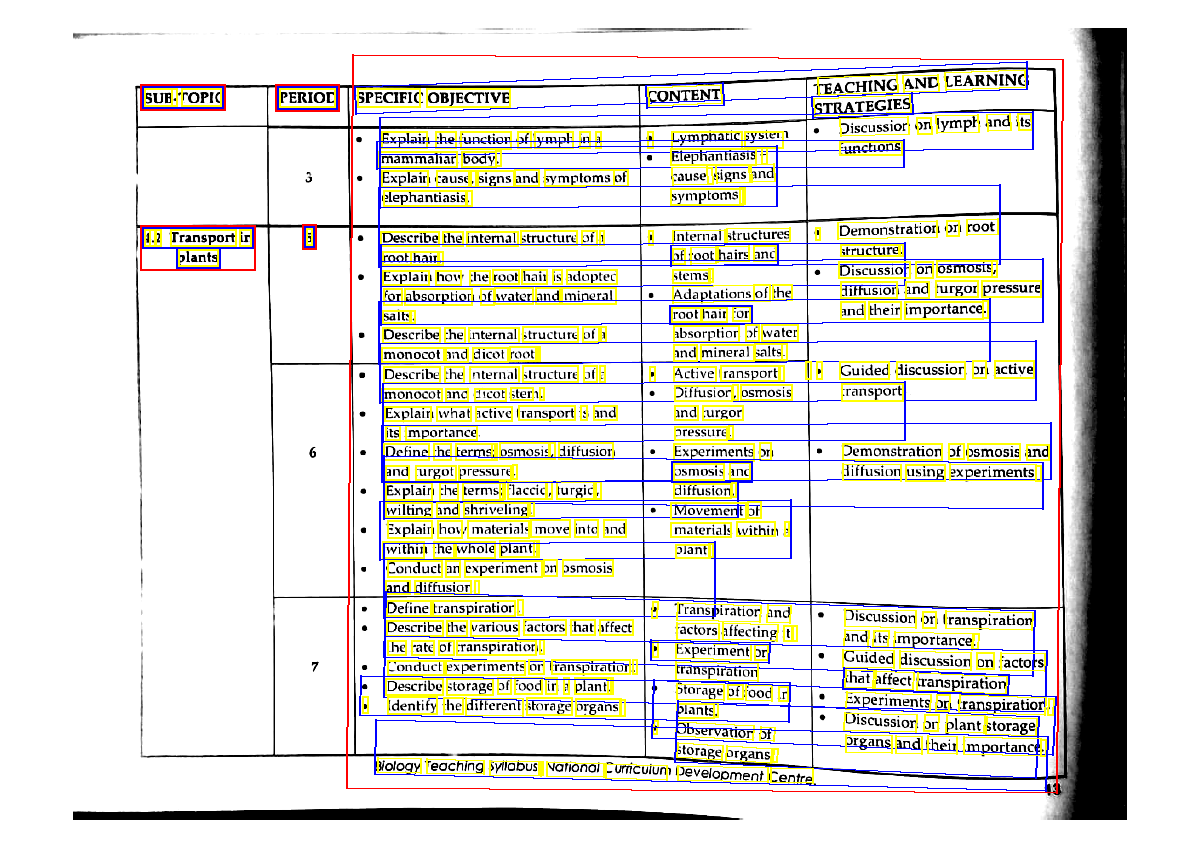 SUB-TOPIC
PERIOD
SPECIFIC OBJECTIVE
CONTENT
TEACHING AND LEARNING
STRATEGIES
3
• Explain the function of lymph in a
mammalian body.
• Explain cause, signs and symptoms of
elephantiasis.
• Lymphatic system
• Elephantiasis -
cause signs and
symptoms
• Discussion on lymph and its
functions
4.2 Transport in
plants
5
• Describe the internal structure of a
root hair.
• Explain how the root hair is adopted
for absorption of water and mineral
salts.
• Describe the internal structure of a
monocot and dicot root
• Internal structures
of root hairs and
stems
• Adaptations of the
root hair for
absorption of water
and mineral salts.
• Demonstration on root
structure.
• Discussion on osmosis,
diffusion and turgor pressure
and their importance.
6
• Describe the internal structure of a
monocot and dicot stem.
• Explain what active transport is and
its importance.
• Define the terms; osmosis, diffusion
and turgot pressure.
• Explain the terms; flaccid, turgid,
wilting and shriveling.
• Explain how materials move into and
within the whole plant.
• Conduct an experiment on osmosis
and diffusion.
• Active transport
• Diffusion, osmosis
and turgor
pressure.
• Experiments on
osmosis and
diffusion.
• Movement of
materials within a
plant
• Guided discussion on active
transport
• Demonstration of osmosis and
diffusion using experiments
7
• Define transpiration.
• Describe the various factors that affect
the rate of transpiration.
• Conduct experiments on transpiration.
• Describe storage of food in a plant.
• Identify the different storage organs
• Transpiration and
factors affecting it
• Experiment on
transpiration
• Storage of food in
plants.
• Observation of
storage organs
• Discussion on transpiration
and its importance.
• Guided discussion on factors
that affect transpiration
• Experiments on transpiration.
• Discussion on plant storage
organs and their importance.
Biology Teaching Syllabus National Curriculum Development Centre.